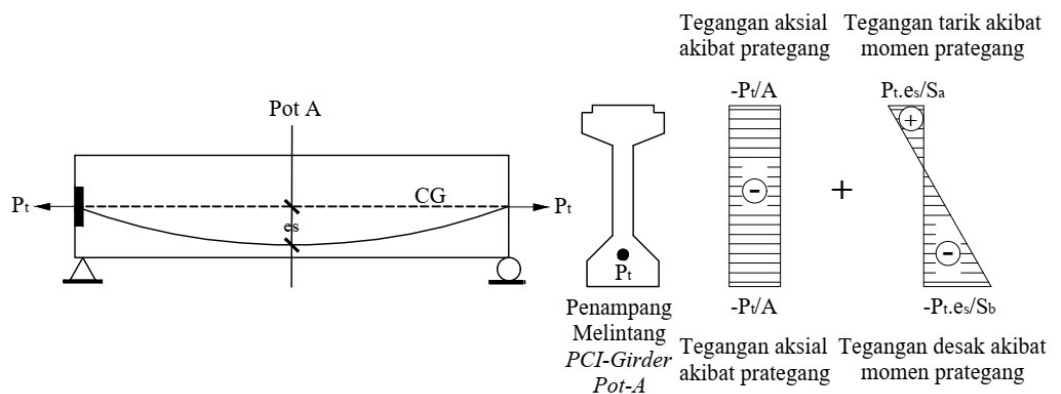 Pot A
Pt
CG
Pt
es
Pt
Penampang
Melintang
PCI-Girder
Pot-A
Tegangan aksial
akibat prategang
-Pt/A
-
-Pt/A
Tegangan aksial
akibat prategang
+
Tegangan tarik akibat
momen prategang
Pt.es/Sa
+
-
-Pt.es/Sb
Tegangan desak akibat
momen prategang